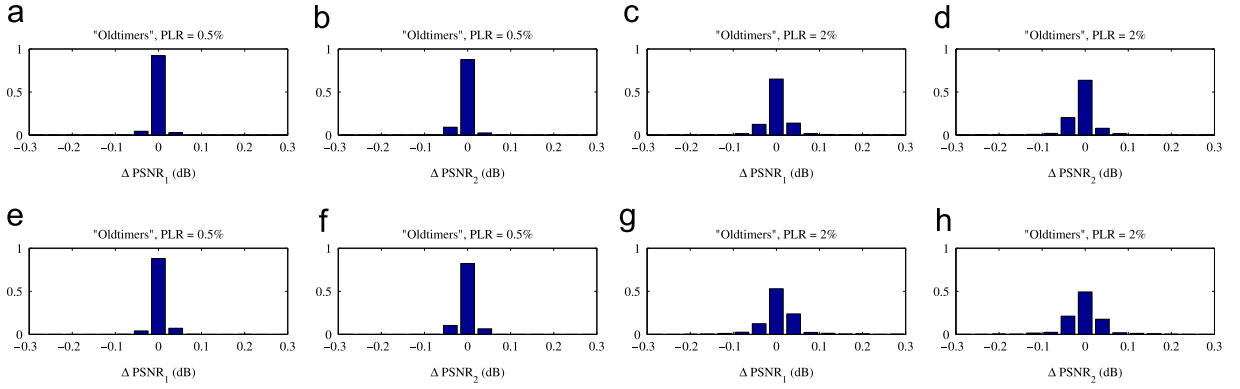 a
"Oldtimers", PLR = 0.5%
1
0.5
0
−0.3 −0.2 −0.1 0 0.1 0.2 0.3
Δ PSNR1 (dB)
b
"Oldtimers", PLR = 0.5%
1
0.5
0
−0.3 −0.2 −0.1 0 0.1 0.2 0.3
Δ PSNR2 (dB)
c
"Oldtimers", PLR = 2%
1
0.5
0
−0.3 −0.2 −0.1 0 0.1 0.2 0.3
Δ PSNR1 (dB)
d
"Oldtimers", PLR = 2%
1
0.5
0
−0.3 −0.2 −0.1 0 0.1 0.2 0.3
Δ PSNR2 (dB)
e
"Oldtimers", PLR = 0.5%
1
0.5
0
−0.3 −0.2 −0.1 0 0.1 0.2 0.3
Δ PSNR1 (dB)
f
"Oldtimers", PLR = 0.5%
1
0.5
0
−0.3 −0.2 −0.1 0 0.1 0.2 0.3
Δ PSNR2 (dB)
g
"Oldtimers", PLR = 2%
1
0.5
0
−0.3 −0.2 −0.1 0 0.1 0.2 0.3
Δ PSNR1 (dB)
h
"Oldtimers", PLR = 2%
1
0.5
0
−0.3 −0.2 −0.1 0 0.1 0.2 0.3
Δ PSNR2 (dB)